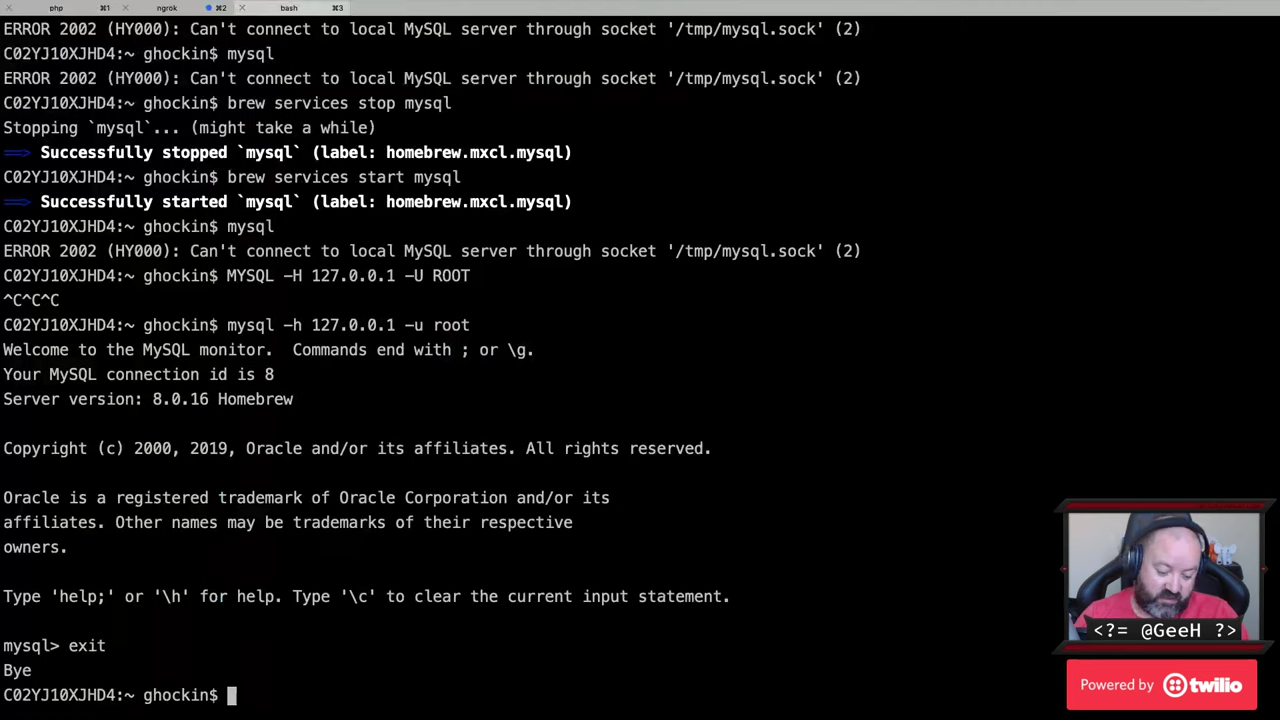 php ⌘1 ngrok ⌘2 bash ⌘3
ERROR 2002 (HY000): Can't connect to local MySQL server through socket '/tmp/mysql.sock' (2)
C02YJ10XJHD4:~ ghockin$ mysql
ERROR 2002 (HY000): Can't connect to local MySQL server through socket '/tmp/mysql.sock' (2)
C02YJ10XJHD4:~ ghockin$ brew services stop mysql
Stopping `mysql`... (might take a while)
==> Successfully stopped `mysql` (label: homebrew.mxcl.mysql)
C02YJ10XJHD4:~ ghockin$ brew services start mysql
==> Successfully started `mysql` (label: homebrew.mxcl.mysql)
C02YJ10XJHD4:~ ghockin$ mysql
ERROR 2002 (HY000): Can't connect to local MySQL server through socket '/tmp/mysql.sock' (2)
C02YJ10XJHD4:~ ghockin$ MYSQL -H 127.0.0.1 -U ROOT
^C^C^C
C02YJ10XJHD4:~ ghockin$ mysql -h 127.0.0.1 -u root
Welcome to the MySQL monitor.  Commands end with ; or \g.
Your MySQL connection id is 8
Server version: 8.0.16 Homebrew
Copyright (c) 2000, 2019, Oracle and/or its affiliates. All rights reserved.
Oracle is a registered trademark of Oracle Corporation and/or its
affiliates. Other names may be trademarks of their respective
owners.
Type 'help;' or '\h' for help. Type '\c' to clear the current input statement.
mysql> exit
Bye
C02YJ10XJHD4:~ ghockin$
<?= @GeeH ?>
Powered by twilio